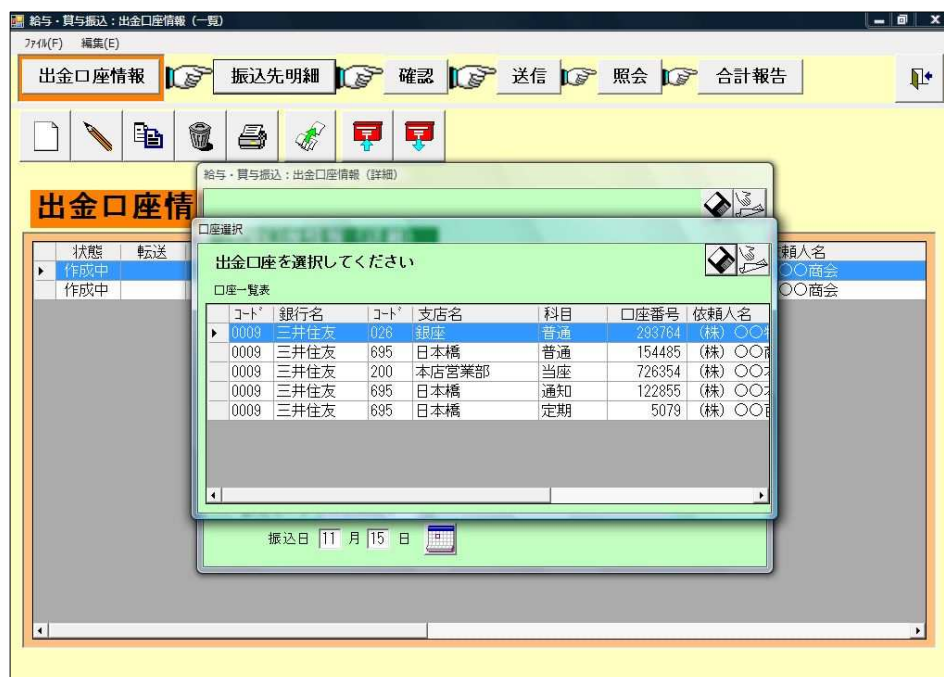 給与・賞与振込：出金口座情報（一覧）
ﾌｧｲﾙ(F) 編集(E)
出金口座情報 振込先明細 確認 送信 照会 合計報告
給与・賞与振込：出金口座情報（詳細）
出金口座情
口座選択
状態 転送 頼人名
出金口座を選択してください
作成中 〇〇商会
作成中 〇〇商会
口座一覧表
ｺｰﾄﾞ 銀行名 ｺｰﾄﾞ 支店名 科目 口座番号 依頼人名
0009 三井住友 026 銀座 普通 293764 (株) 〇〇
0009 三井住友 695 日本橋 普通 154485 (株) 〇〇
0009 三井住友 200 本店営業部 当座 726354 (株) 〇〇
0009 三井住友 695 日本橋 通知 122855 (株) 〇〇
0009 三井住友 695 日本橋 定期 5079 (株) 〇〇
振込日 11 月 15 日